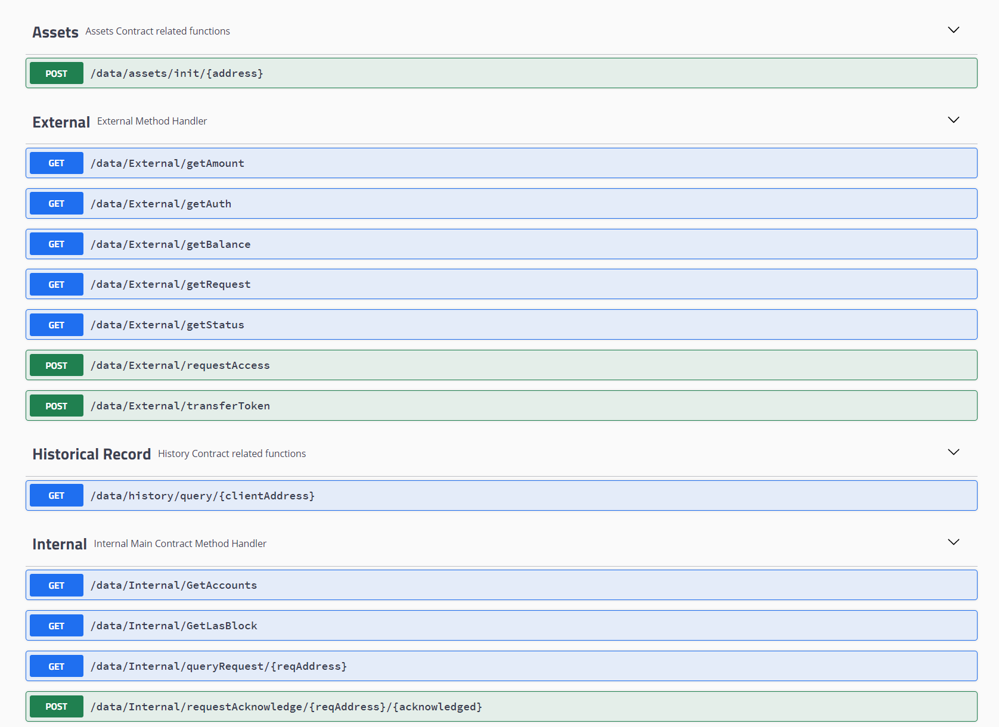 Assets Assets Contract related functions
POST /data/assets/init/{address}
External External Method Handler
GET /data/External/getAmount
GET /data/External/getAuth
GET /data/External/getBalance
GET /data/External/getRequest
GET /data/External/getStatus
POST /data/External/requestAccess
POST /data/External/transferToken
Historical Record History Contract related functions
GET /data/history/query/{clientAddress}
Internal Internal Main Contract Method Handler
GET /data/Internal/GetAccounts
GET /data/Internal/GetLasBlock
GET /data/Internal/queryRequest/{reqAddress}
POST /data/Internal/requestAcknowledge/{reqAddress}/{acknowledged}